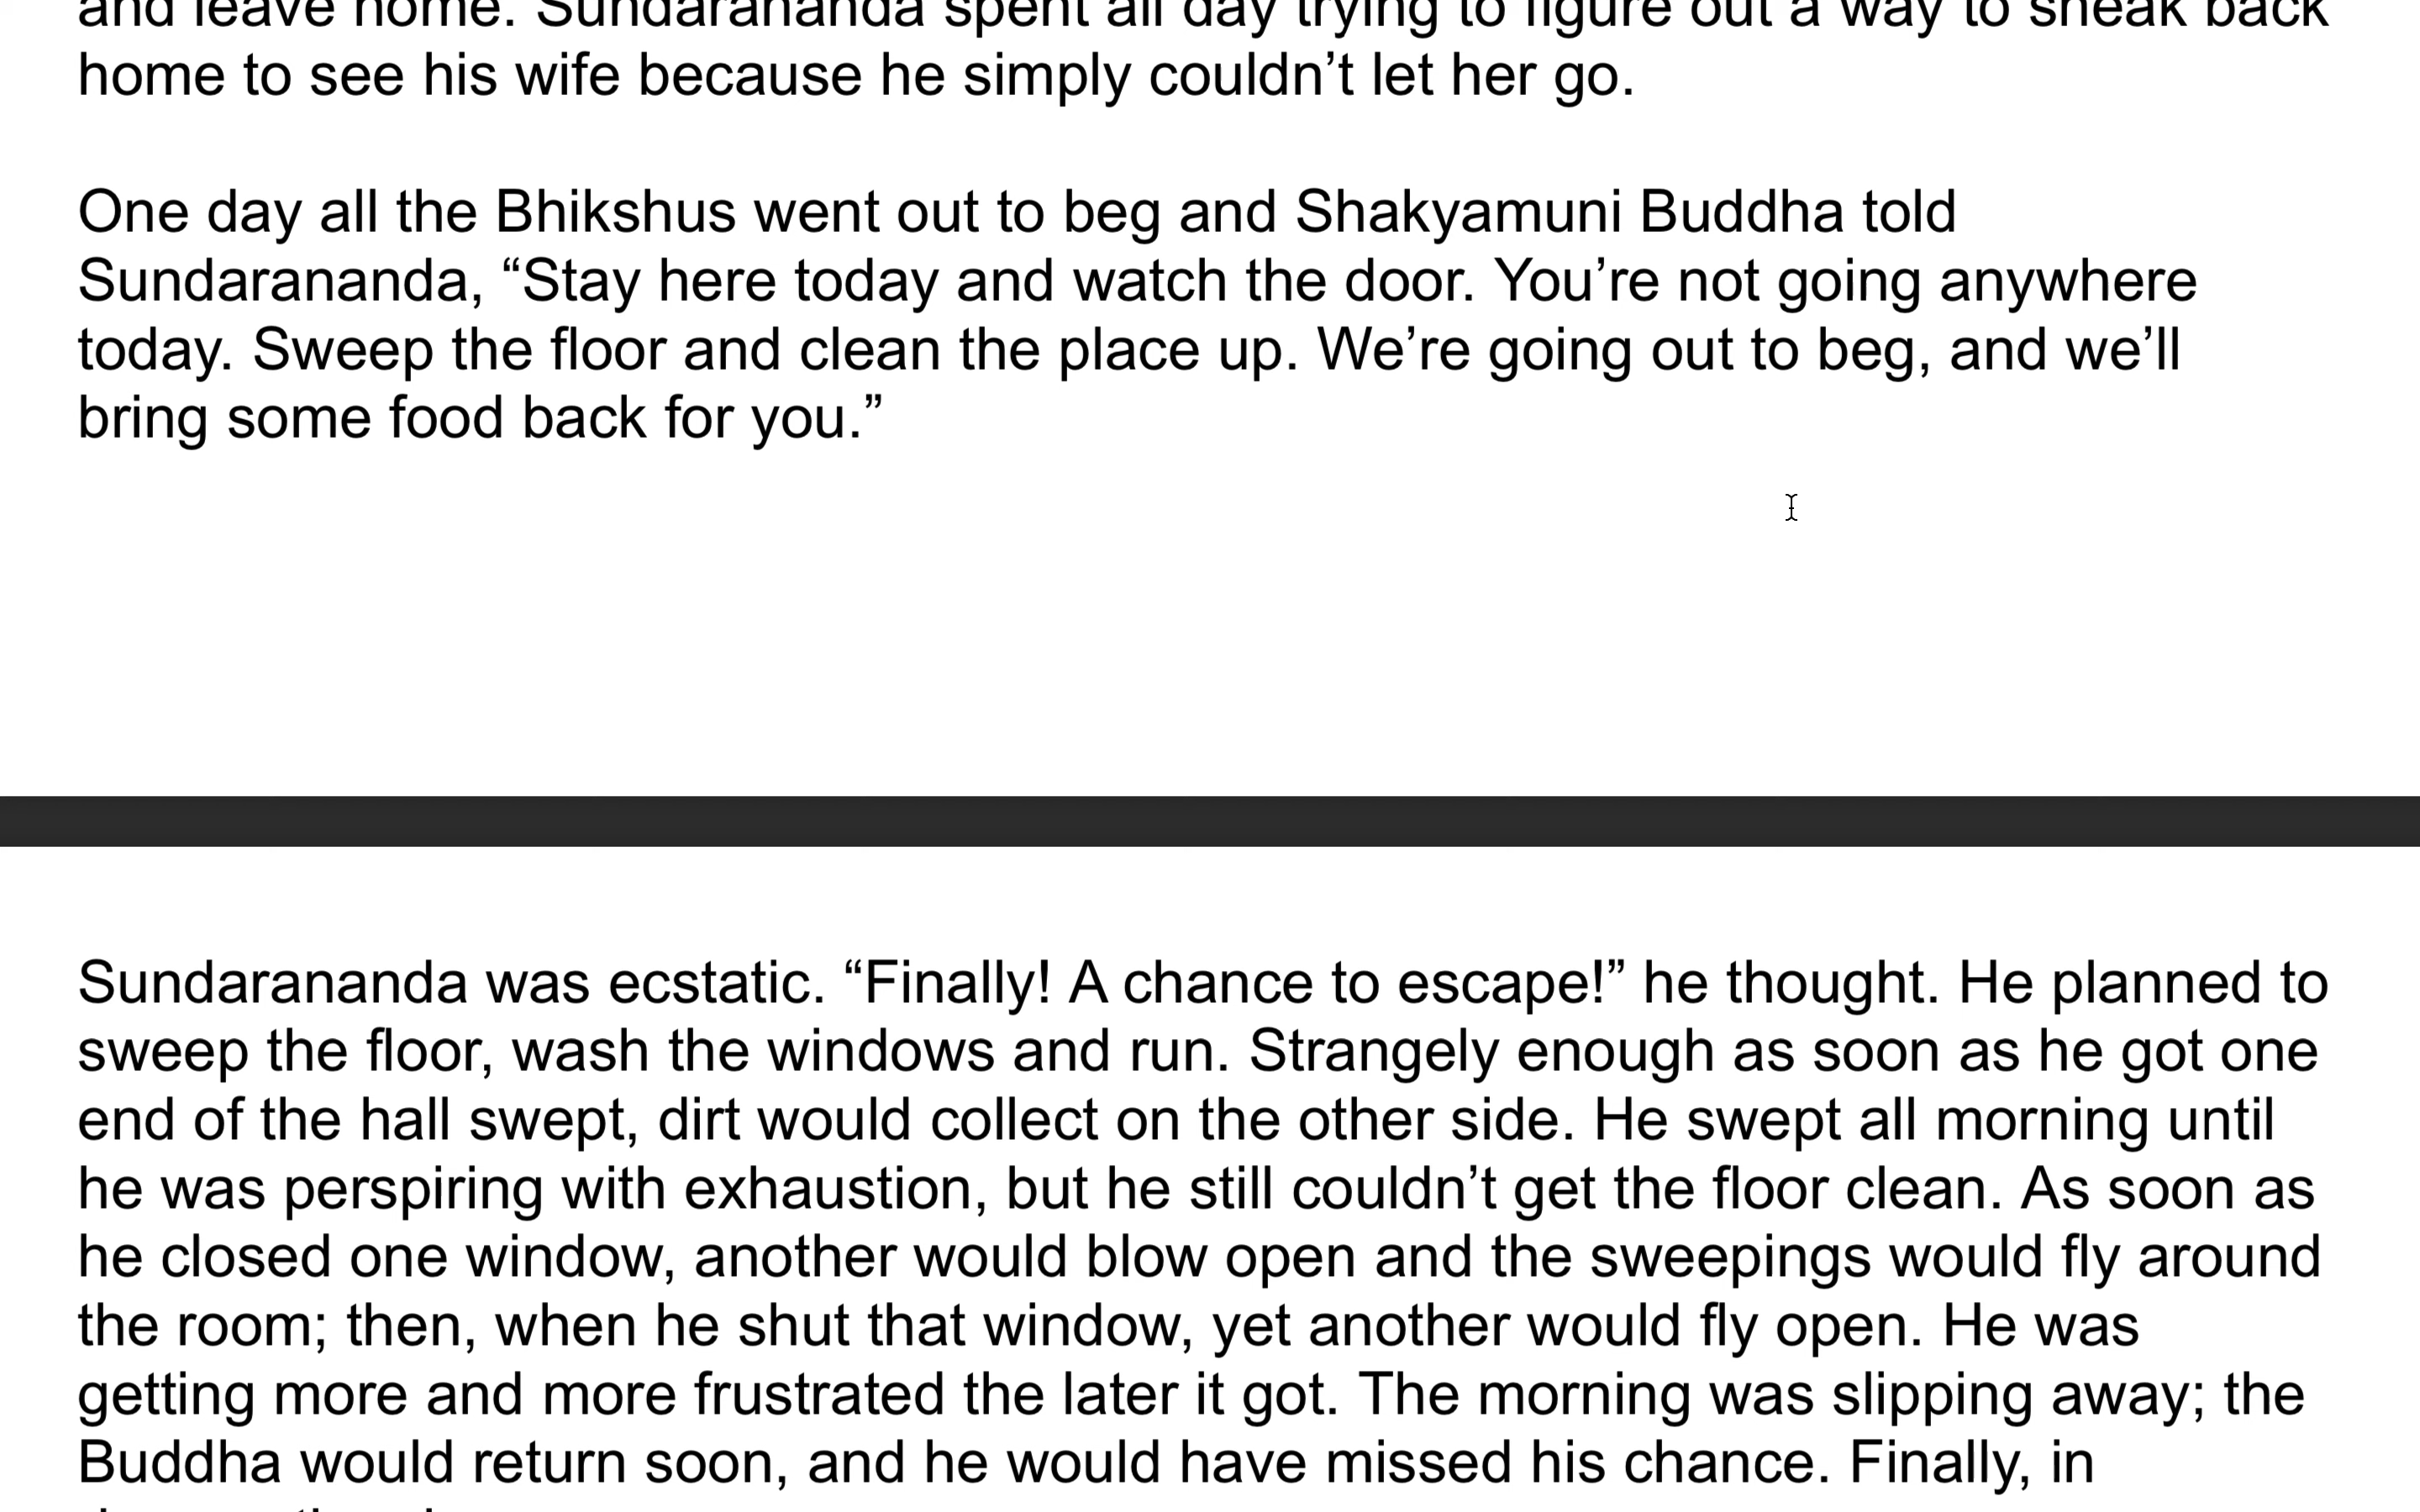 and leave home. Sundarananda spent all day trying to figure out a way to sneak back
home to see his wife because he simply couldn’t let her go.
One day all the Bhikshus went out to beg and Shakyamuni Buddha told
Sundarananda, “Stay here today and watch the door. You’re not going anywhere
today. Sweep the floor and clean the place up. We’re going out to beg, and we’ll
bring some food back for you.”
Sundarananda was ecstatic. “Finally! A chance to escape!” he thought. He planned to
sweep the floor, wash the windows and run. Strangely enough as soon as he got one
end of the hall swept, dirt would collect on the other side. He swept all morning until
he was perspiring with exhaustion, but he still couldn’t get the floor clean. As soon as
he closed one window, another would blow open and the sweepings would fly around
the room; then, when he shut that window, yet another would fly open. He was
getting more and more frustrated the later it got. The morning was slipping away; the
Buddha would return soon, and he would have missed his chance. Finally, in